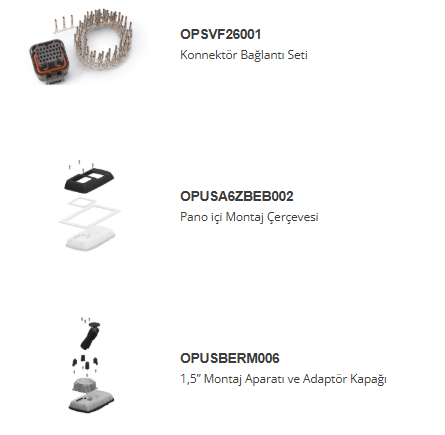 OPSVF26001
Konnektör Bağlantı Seti
OPUSA6ZBEB002
Pano içi Montaj Çerçevesi
OPUSBERM006
1,5” Montaj Aparatı ve Adaptör Kapağı